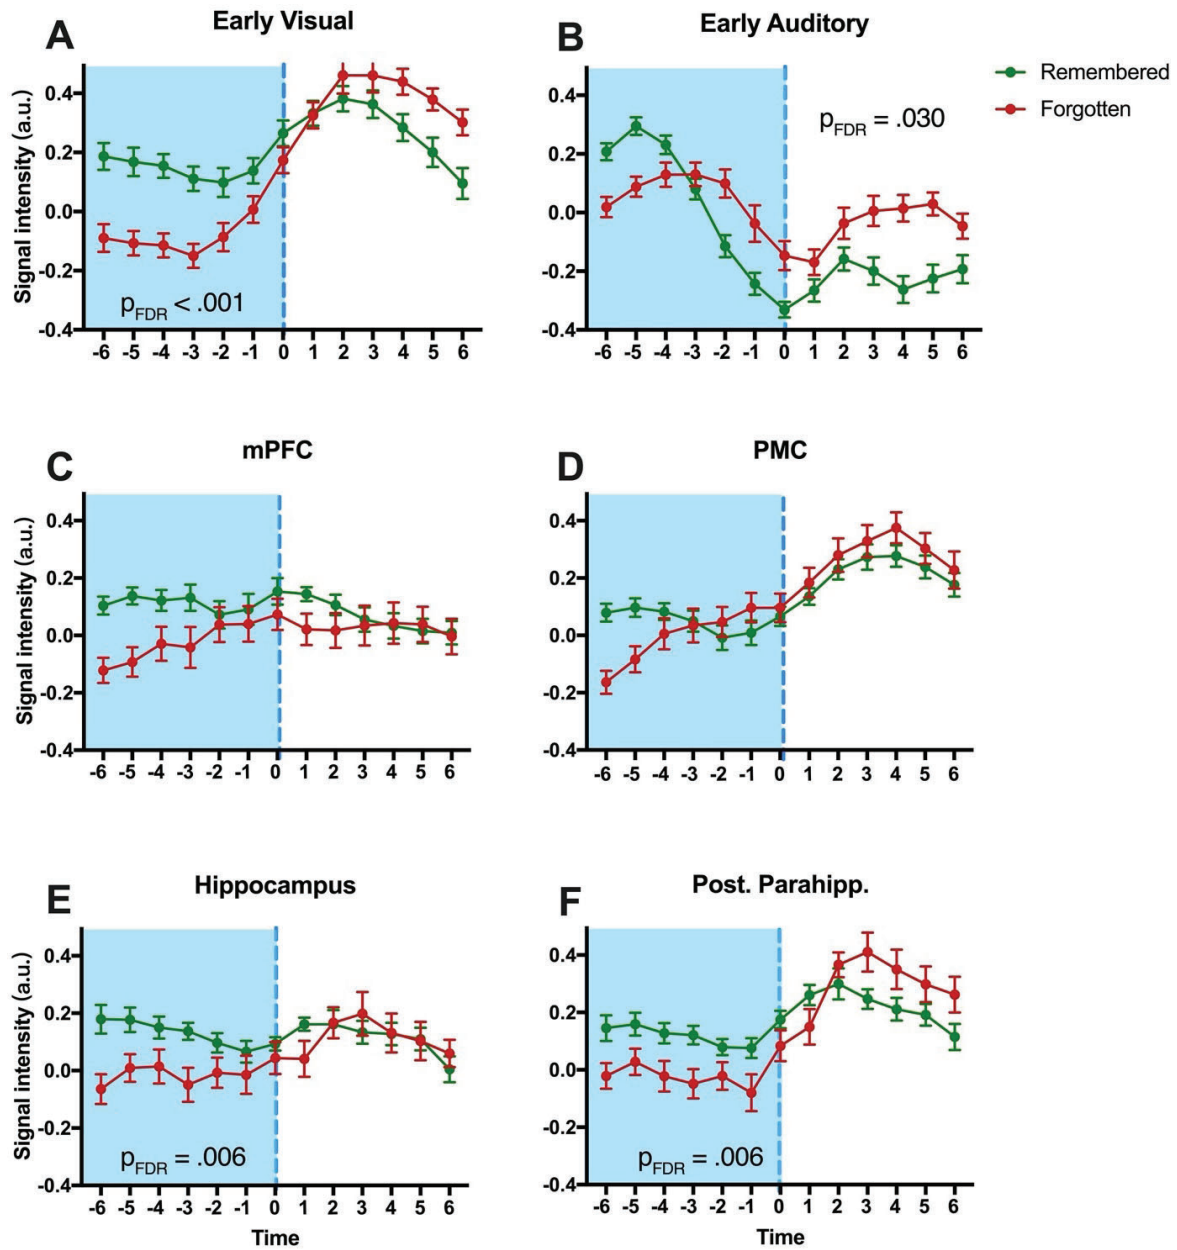 A
Early Visual
Signal intensity (a.u.)
0.4
0.2
0.0
-0.2
-0.4
pFDR < .001
-6 -5 -4 -3 -2 -1 0 1 2 3 4 5 6
B
Early Auditory
0.4
0.2
0.0
-0.2
-0.4
pFDR = .030
-6 -5 -4 -3 -2 -1 0 1 2 3 4 5 6
Remembered
Forgotten
C
mPFC
Signal intensity (a.u.)
0.4
0.2
0.0
-0.2
-0.4
-6 -5 -4 -3 -2 -1 0 1 2 3 4 5 6
D
PMC
0.4
0.2
0.0
-0.2
-0.4
-6 -5 -4 -3 -2 -1 0 1 2 3 4 5 6
E
Hippocampus
Signal intensity (a.u.)
0.4
0.2
0.0
-0.2
-0.4
pFDR = .006
-6 -5 -4 -3 -2 -1 0 1 2 3 4 5 6
Time
F
Post. Parahipp.
0.4
0.2
0.0
-0.2
-0.4
pFDR = .006
-6 -5 -4 -3 -2 -1 0 1 2 3 4 5 6
Time